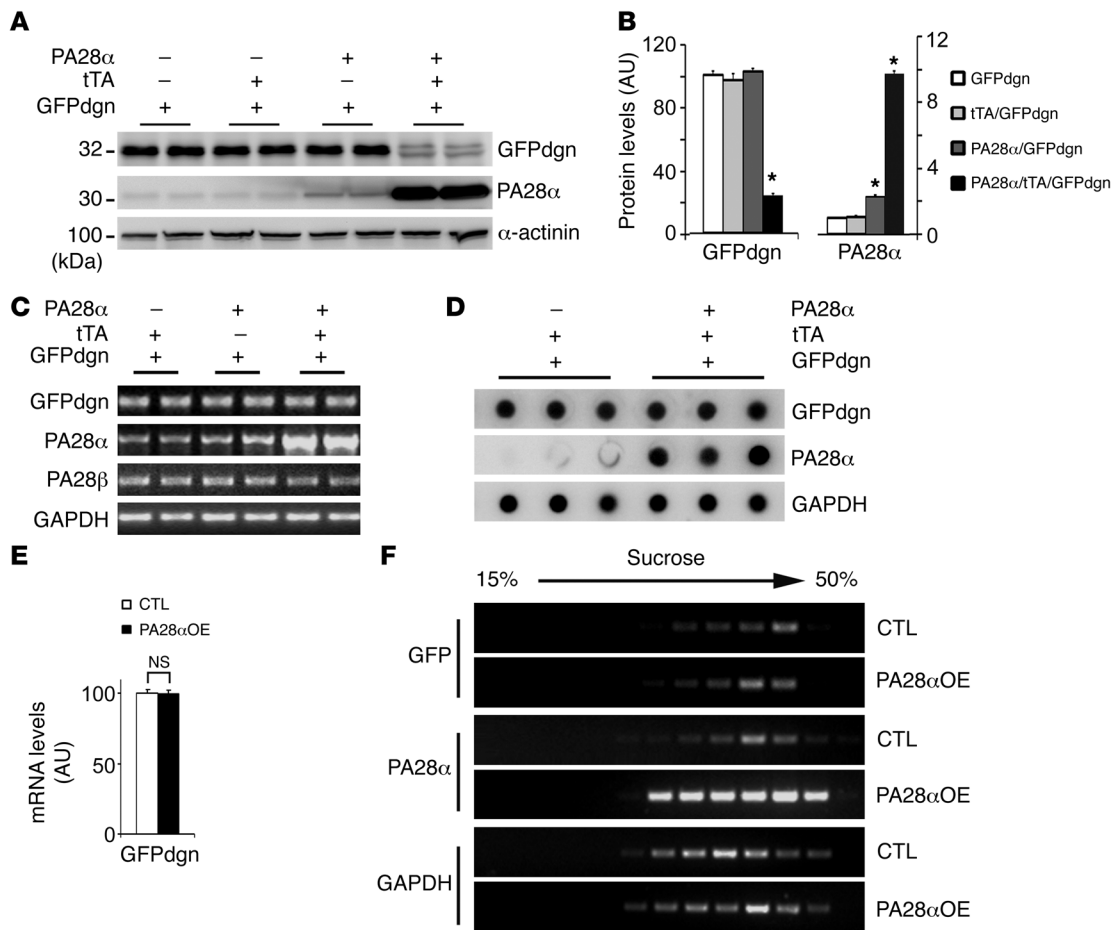 A
PA28α – – + +
tTA – + – +
GFPdgn + + + +
32 GFPdgn
30 PA28α
100 α-actinin
(kDa)
B
Protein levels (AU)
120
80
40
0
12
8
4
0
* * *
GFPdgn PA28α
GFPdgn
tTA/GFPdgn
PA28α/GFPdgn
PA28α/tTA/GFPdgn
C
PA28α – + +
tTA + – +
GFPdgn + + +
GFPdgn
PA28α
PA28β
GAPDH
D
– + PA28α
+ + tTA
+ + GFPdgn
GFPdgn
PA28α
GAPDH
E
CTL
PA28αOE
NS
mRNA levels
(AU)
100
50
0
GFPdgn
F
Sucrose
15% 50%
GFP
CTL
PA28αOE
PA28α
CTL
PA28αOE
GAPDH
CTL
PA28αOE